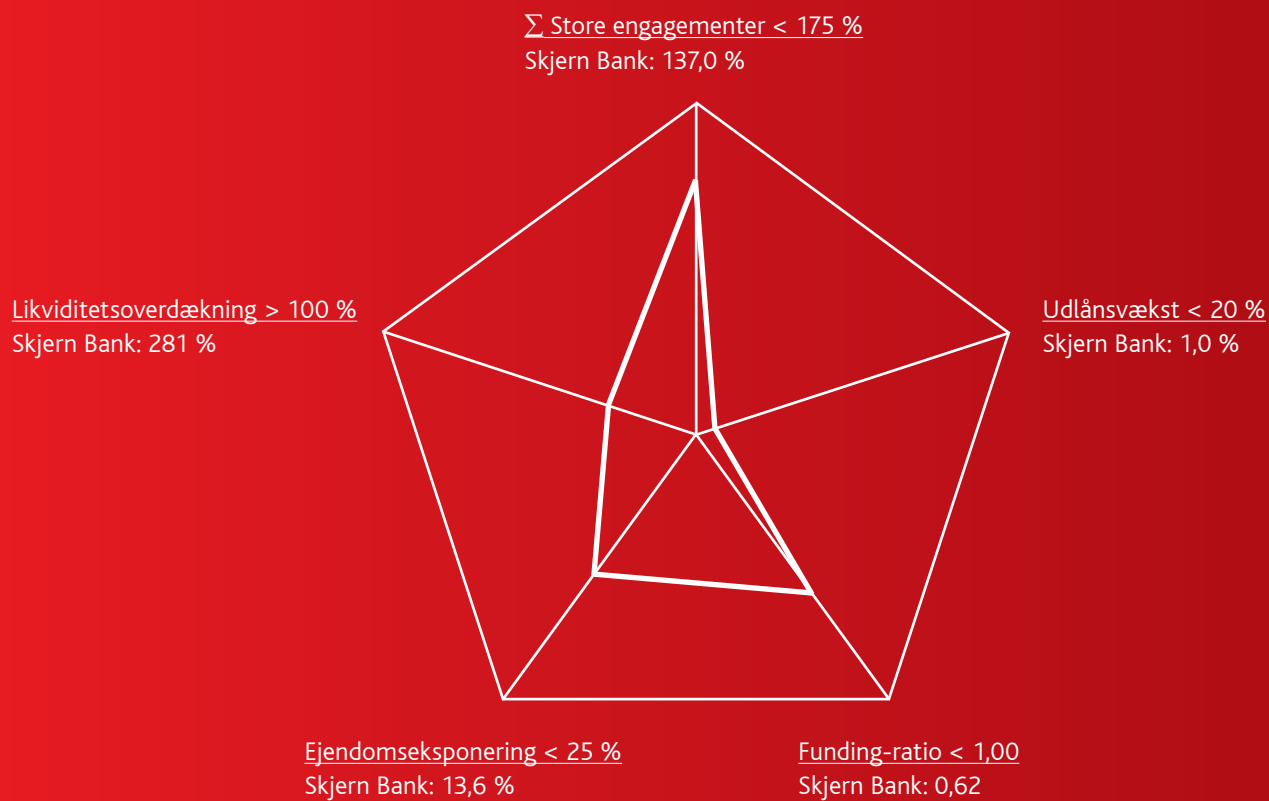 ∑ Store engagementer < 175 %
Skjern Bank: 137,0 %
Likviditetsoverdækning > 100 %
Skjern Bank: 281 %
Udlånsvækst < 20 %
Skjern Bank: 1,0 %
Ejendomseksponering < 25 %
Skjern Bank: 13,6 %
Funding-ratio < 1,00
Skjern Bank: 0,62